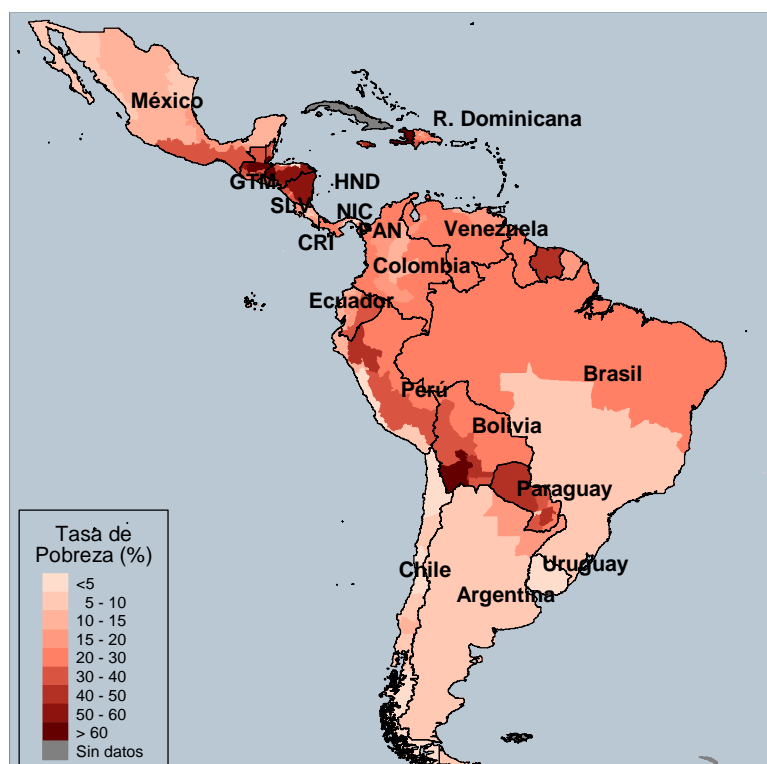 México
R. Dominicana
GTM
HND
SLV
NIC
CRI
PAN
Venezuela
Colombia
Ecuador
Brasil
Perú
Bolivia
Paraguay
Chile
Uruguay
Argentina
Tasa de
Pobreza (%)
<5
5 - 10
10 - 15
15 - 20
20 - 30
30 - 40
40 - 50
50 - 60
> 60
Sin datos